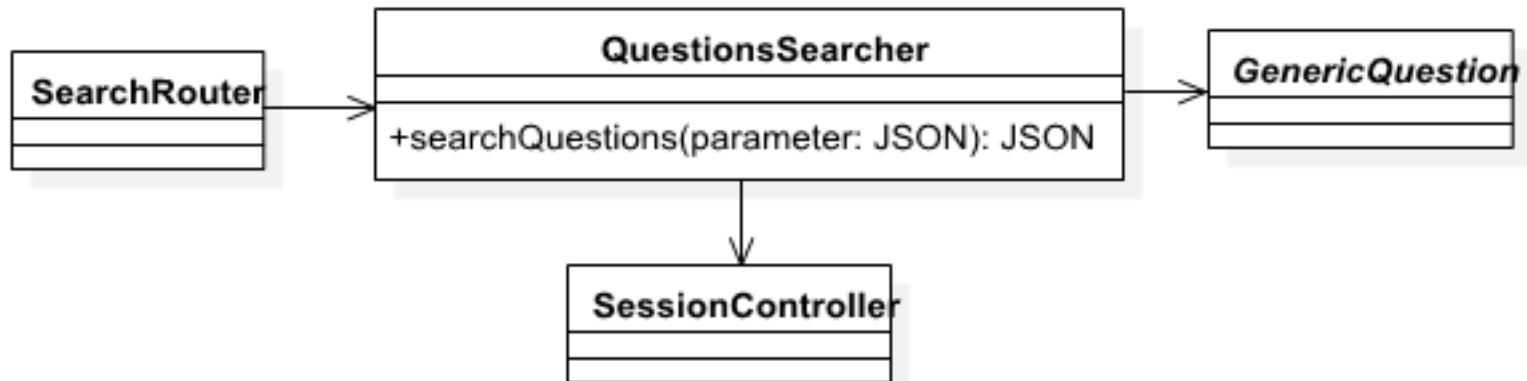 QuestionsSearcher
SearchRouter
GenericQuestion
+searchQuestions(parameter: JSON): JSON
SessionController